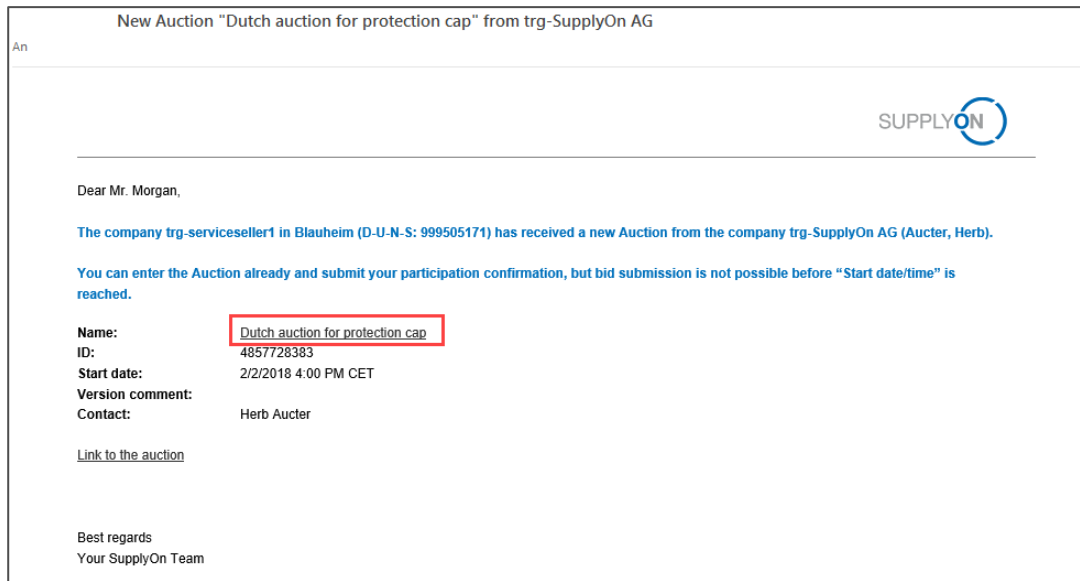 New Auction "Dutch auction for protection cap" from trg-SupplyOn AG
An
SUPPLYON
Dear Mr. Morgan,
The company trg-serviceseller1 in Blauheim (D-U-N-S: 999505171) has received a new Auction from the company trg-SupplyOn AG (Aucter, Herb).
You can enter the Auction already and submit your participation confirmation, but bid submission is not possible before “Start date/time” is
reached.
Name: Dutch auction for protection cap
ID: 4857728383
Start date: 2/2/2018 4:00 PM CET
Version comment:
Contact: Herb Aucter
Link to the auction
Best regards
Your SupplyOn Team